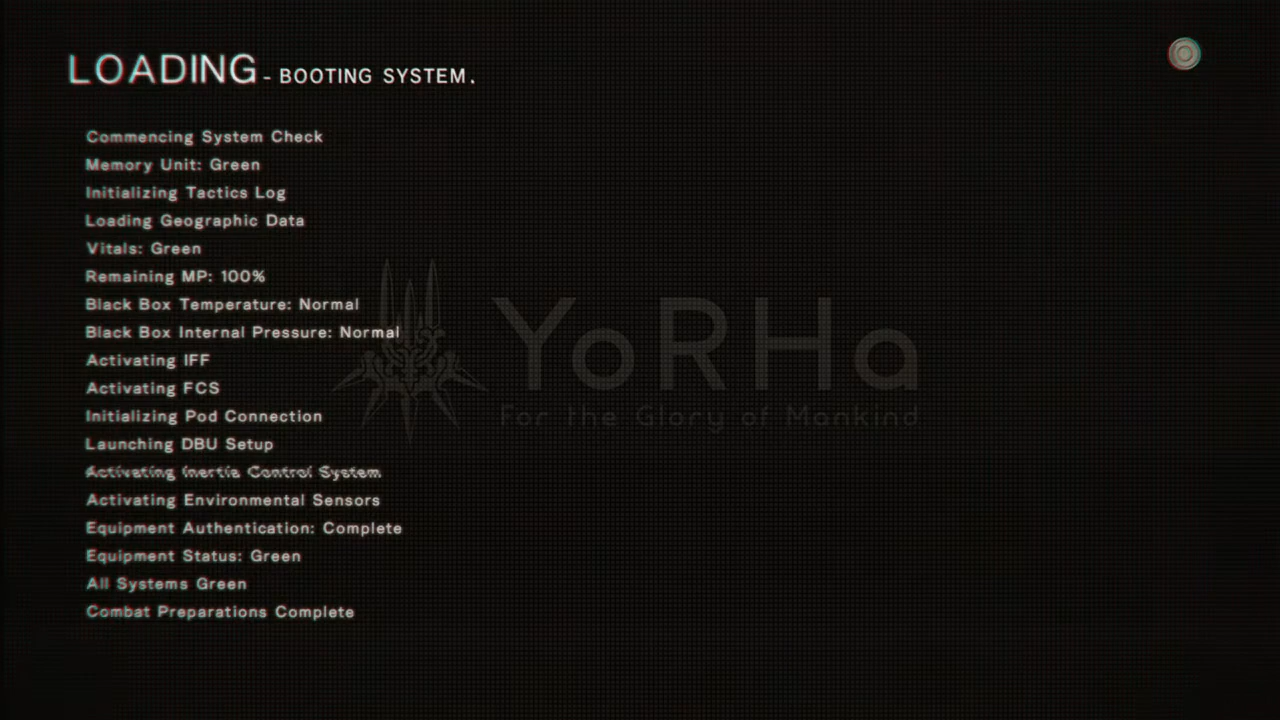 LOADING - BOOTING SYSTEM.
Commencing System Check
Memory Unit: Green
Initializing Tactics Log
Loading Geographic Data
Vitals: Green
Remaining MP: 100%
Black Box Temperature: Normal
Black Box Internal Pressure: Normal
Activating IFF
Activating FCS
Initializing Pod Connection
Launching DBU Setup
Activating Inertia Control System
Activating Environmental Sensors
Equipment Authentication: Complete
Equipment Status: Green
All Systems Green
Combat Preparations Complete
YoRHa
For the Glory of Mankind